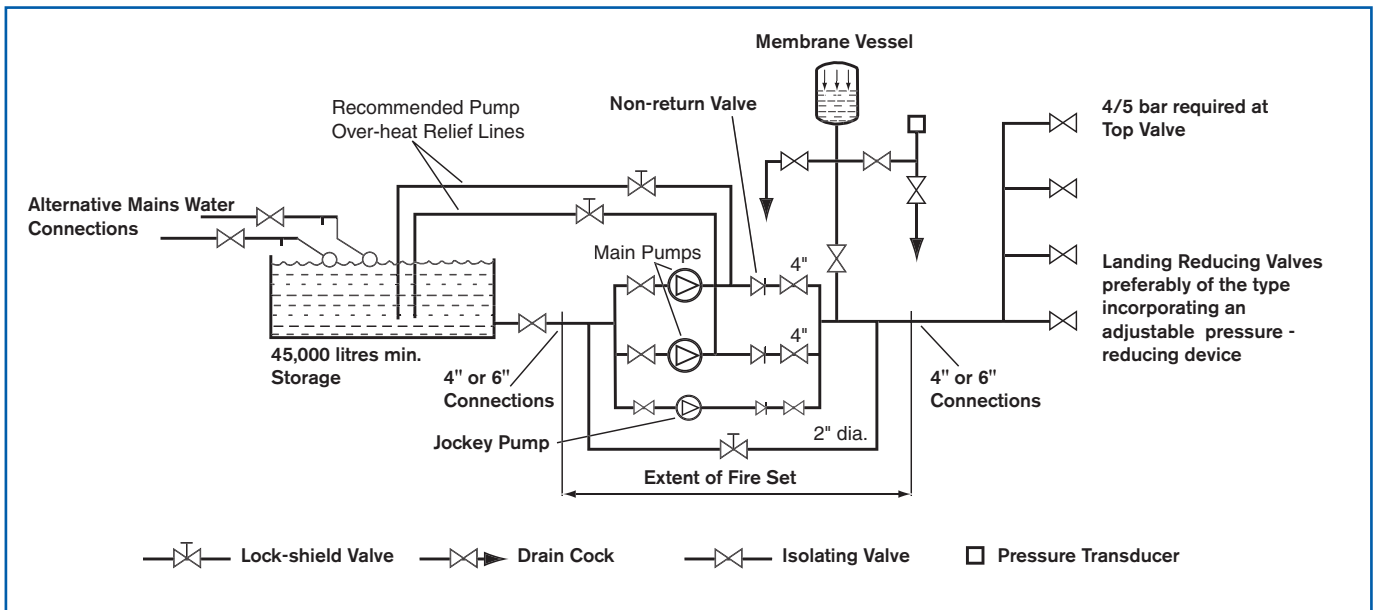 Membrane Vessel
Recommended Pump
Over-heat Relief Lines
Non-return Valve
4/5 bar required at
Top Valve
Alternative Mains Water
Connections
Main Pumps
4"
4"
Landing Reducing Valves
preferably of the type
incorporating an
adjustable pressure -
reducing device
45,000 litres min.
Storage
4" or 6"
Connections
4" or 6"
Connections
Jockey Pump
2" dia.
Extent of Fire Set
Lock-shield Valve
Drain Cock
Isolating Valve
Pressure Transducer